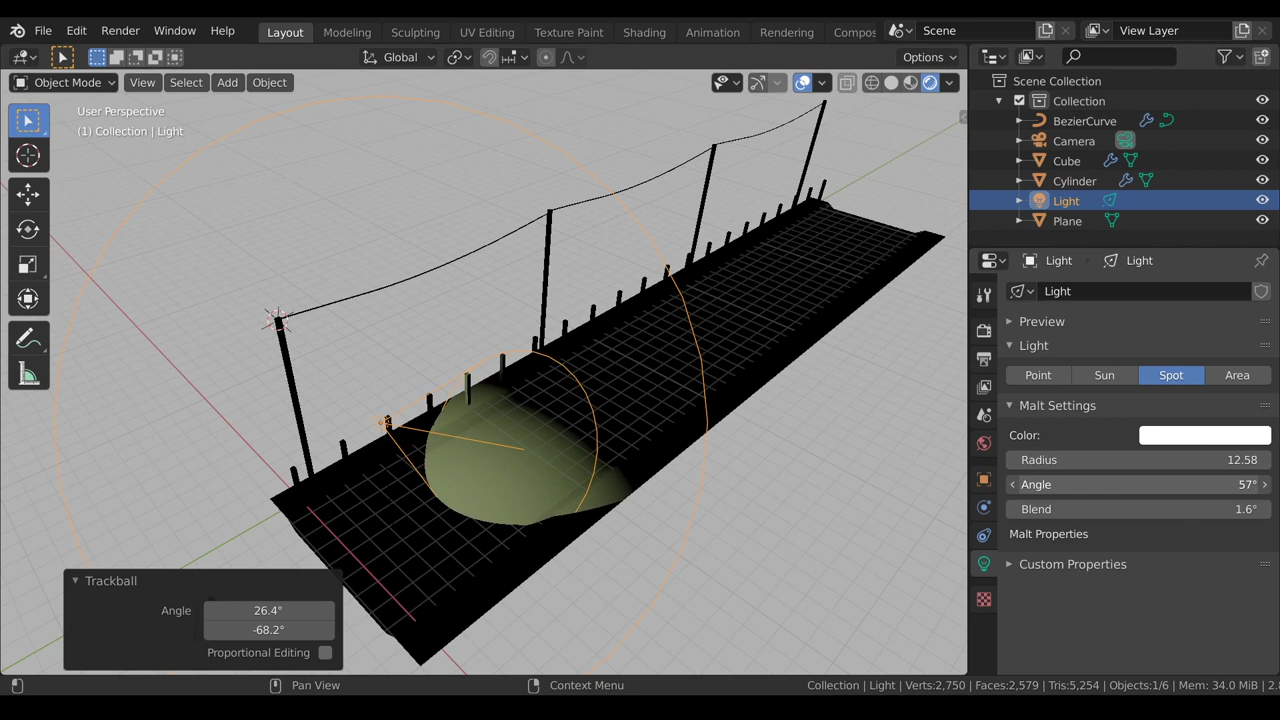 File Edit Render Window Help Layout Modeling Sculpting UV Editing Texture Paint Shading Animation Rendering Compos Scene View Layer
Global Options
Object Mode View Select Add Object
User Perspective
(1) Collection | Light
Scene Collection
Collection
BezierCurve
Camera
Cube
Cylinder
Light
Plane
Light Light
Light
Preview
Light
Point Sun Spot Area
Malt Settings
Color:
Radius 12.58
Angle 57°
Blend 1.6°
Malt Properties
Custom Properties
Trackball
Angle 26.4°
-68.2°
Proportional Editing
Pan View Context Menu Collection | Light | Verts:2,750 | Faces:2,579 | Tris:5,254 | Objects:1/6 | Mem: 34.0 MiB | 2.